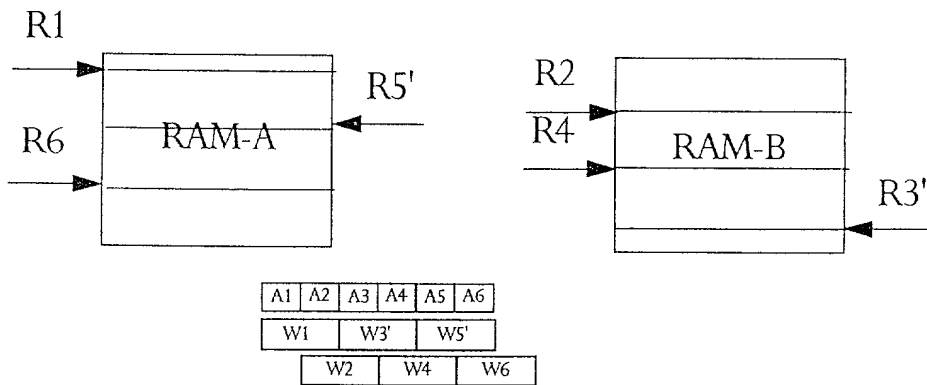 R1
R5'
RAM-A
R6
R2
R4
RAM-B
R3'
A1 A2 A3 A4 A5 A6
W1 W3' W5'
W2 W4 W6